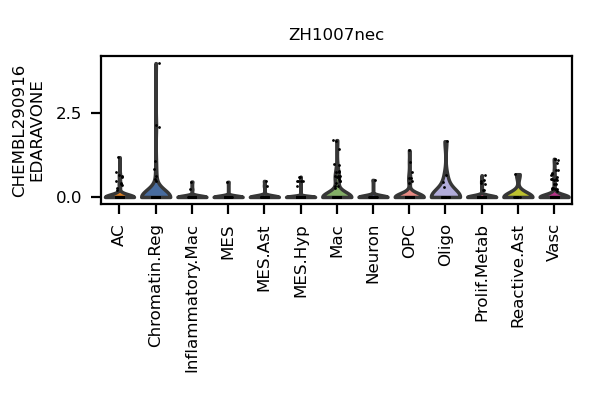 ZH1007nec
CHEMBL290916
EDARAVONE
2.5
0.0
AC
Chromatin.Reg
Inflammatory.Mac
MES
MES.Ast
MES.Hyp
Mac
Neuron
OPC
Oligo
Prolif.Metab
Reactive.Ast
Vasc